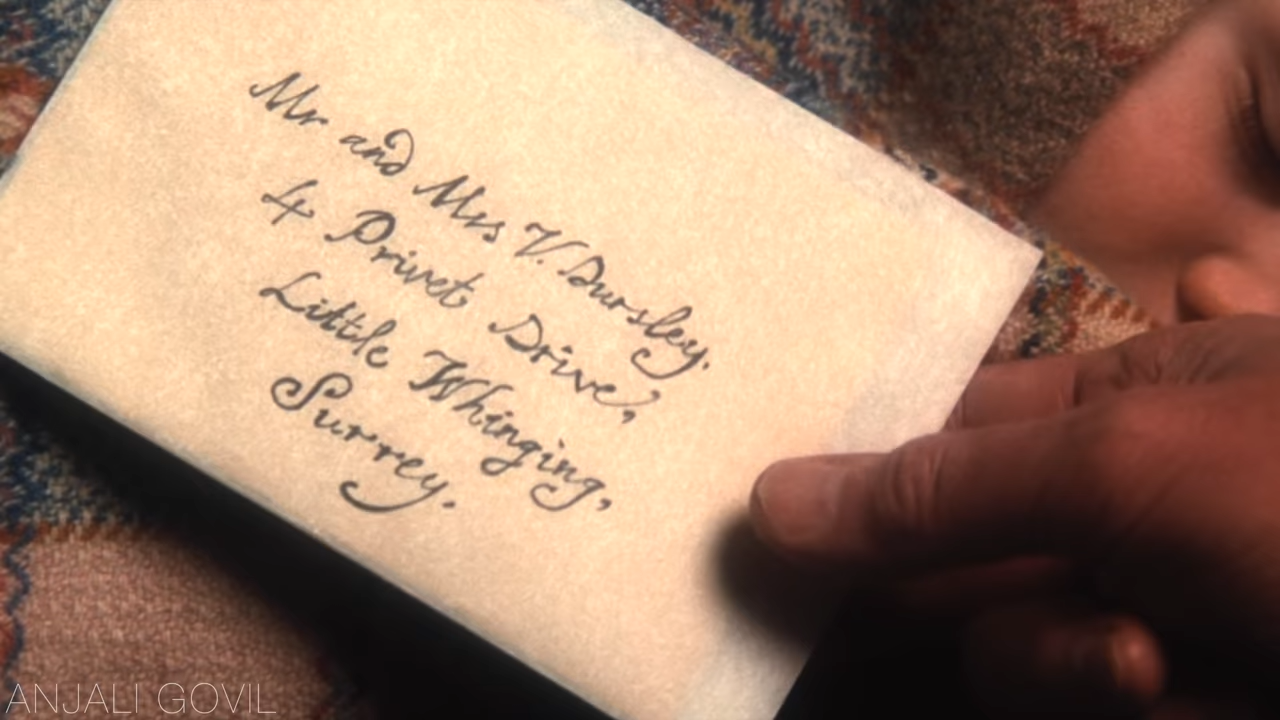 Mr and Mrs V. Dursley.
4 Privet Drive,
Little Whinging,
Surrey.
ANJALI GOVIL